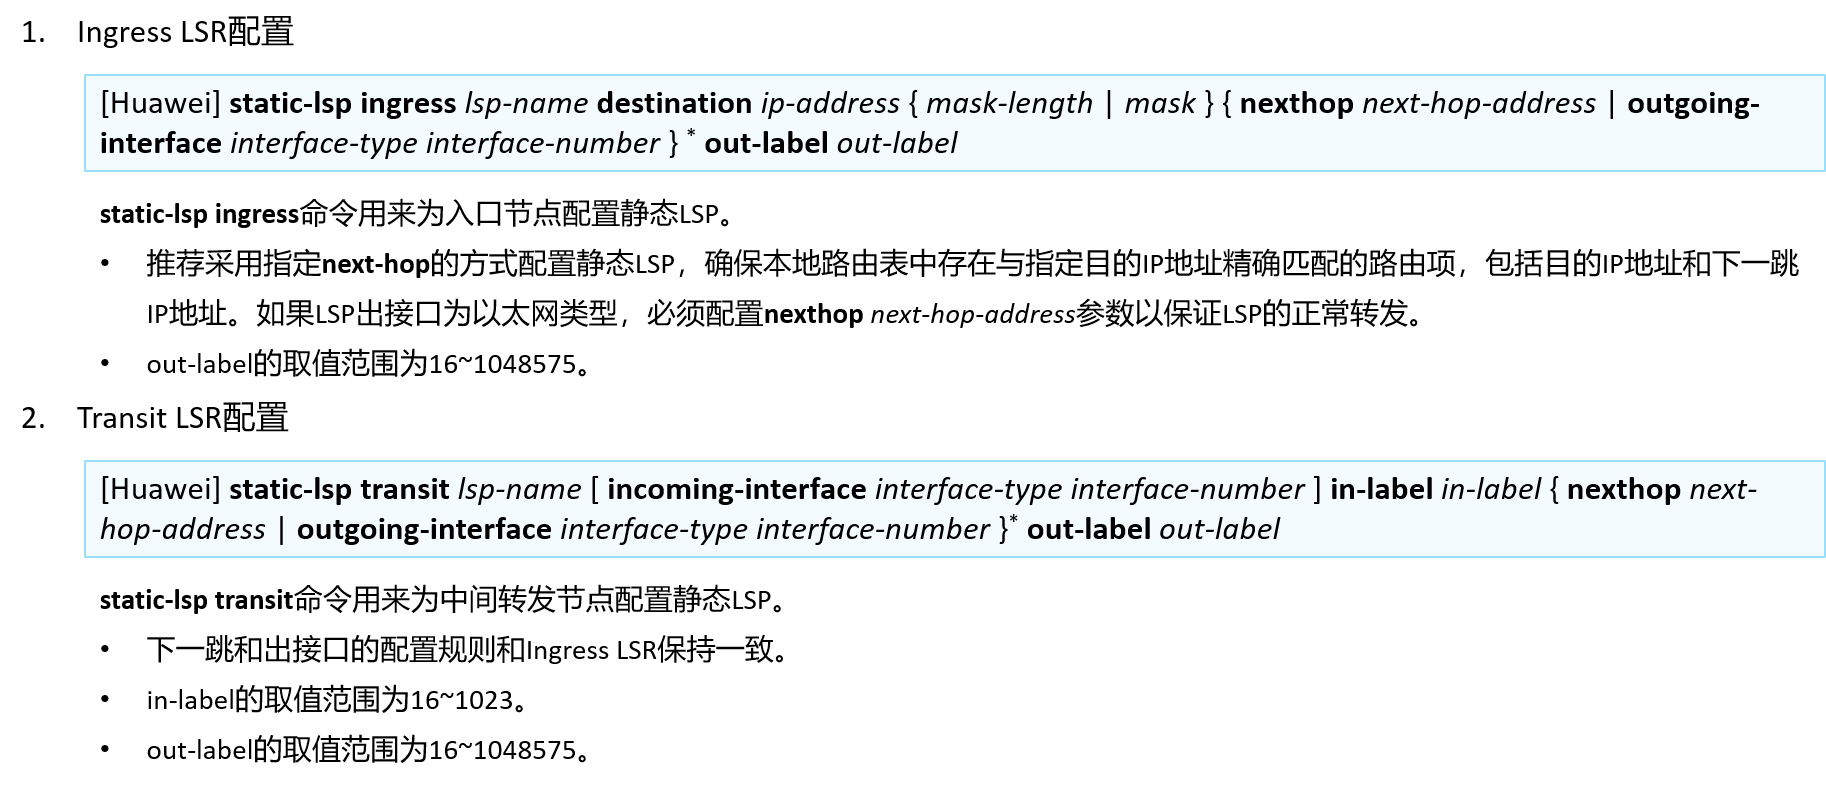 1. Ingress LSR配置
[Huawei] static-lsp ingress lsp-name destination ip-address { mask-length | mask } { nexthop next-hop-address | outgoing-
interface interface-type interface-number } * out-label out-label
static-lsp ingress命令用来为入口节点配置静态LSP。
• 推荐采用指定next-hop的方式配置静态LSP，确保本地路由表中存在与指定目的IP地址精确匹配的路由项，包括目的IP地址和下一跳
IP地址。如果LSP出接口为以太网类型，必须配置nexthop next-hop-address参数以保证LSP的正常转发。
• out-label的取值范围为16~1048575。
2. Transit LSR配置
[Huawei] static-lsp transit lsp-name [ incoming-interface interface-type interface-number ] in-label in-label { nexthop next-
hop-address | outgoing-interface interface-type interface-number }* out-label out-label
static-lsp transit命令用来为中间转发节点配置静态LSP。
• 下一跳和出接口的配置规则和Ingress LSR保持一致。
• in-label的取值范围为16~1023。
• out-label的取值范围为16~1048575。